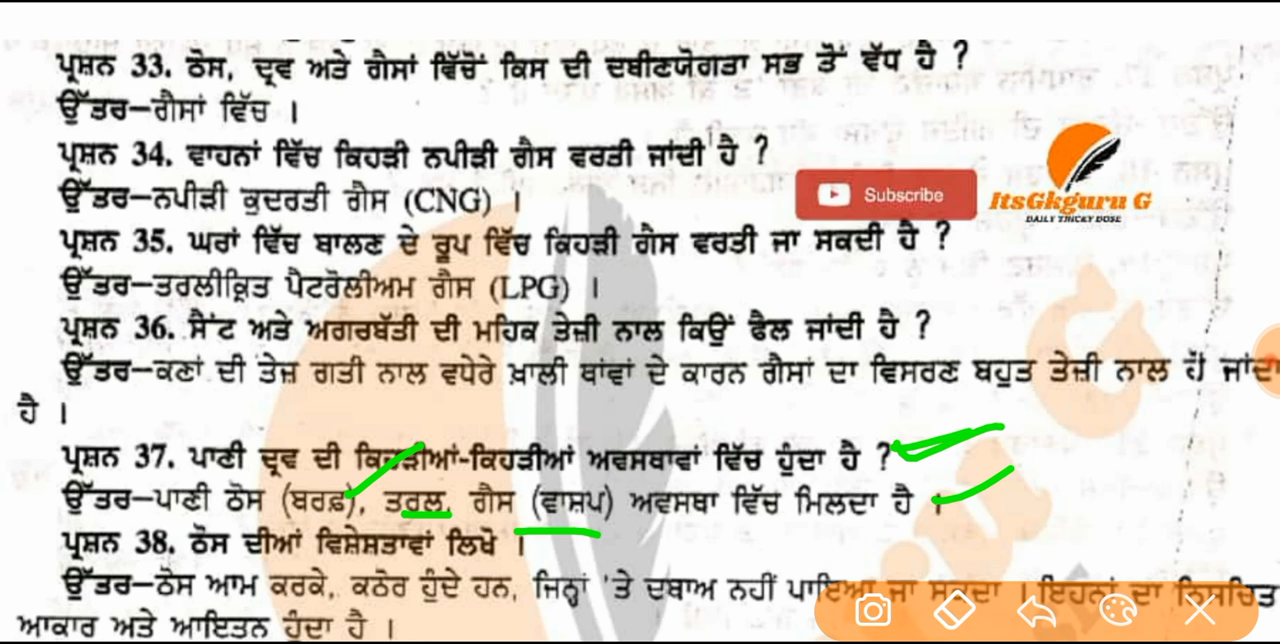 ਪ੍ਰਸ਼ਨ 33. ਠੋਸ, ਦ੍ਰਵ ਅਤੇ ਗੈਸਾਂ ਵਿੱਚੋਂ ਕਿਸ ਦੀ ਦਬੀਣਯੋਗਤਾ ਸਭ ਤੋਂ ਵੱਧ ਹੈ ?
ਉੱਤਰ—ਗੈਸਾਂ ਵਿੱਚ ।
ਪ੍ਰਸ਼ਨ 34. ਵਾਹਨਾਂ ਵਿੱਚ ਕਿਹੜੀ ਨਪੀੜੀ ਗੈਸ ਵਰਤੀ ਜਾਂਦੀ ਹੈ ?
ਉੱਤਰ—ਨਪੀੜੀ ਕੁਦਰਤੀ ਗੈਸ (CNG) ।
Subscribe
ItsGkguru G
DAILY TRICKY DOSE
ਪ੍ਰਸ਼ਨ 35. ਘਰਾਂ ਵਿੱਚ ਬਾਲਣ ਦੇ ਰੂਪ ਵਿੱਚ ਕਿਹੜੀ ਗੈਸ ਵਰਤੀ ਜਾ ਸਕਦੀ ਹੈ ?
ਉੱਤਰ—ਤਰਲੀਕ੍ਰਿਤ ਪੈਟਰੋਲੀਅਮ ਗੈਸ (LPG) ।
ਪ੍ਰਸ਼ਨ 36. ਸੈਂਟ ਅਤੇ ਅਗਰਬੱਤੀ ਦੀ ਮਹਿਕ ਤੇਜ਼ੀ ਨਾਲ ਕਿਉਂ ਫੈਲ ਜਾਂਦੀ ਹੈ ?
ਉੱਤਰ—ਕਣਾਂ ਦੀ ਤੇਜ਼ ਗਤੀ ਨਾਲ ਵਧੇਰੇ ਖ਼ਾਲੀ ਥਾਂਵਾਂ ਦੇ ਕਾਰਨ ਗੈਸਾਂ ਦਾ ਵਿਸਰਣ ਬਹੁਤ ਤੇਜ਼ੀ ਨਾਲ ਹੋ ਜਾਂਦਾ
ਹੈ ।
ਪ੍ਰਸ਼ਨ 37. ਪਾਣੀ ਦ੍ਰਵ ਦੀ ਕਿਹੜੀਆਂ-ਕਿਹੜੀਆਂ ਅਵਸਥਾਵਾਂ ਵਿੱਚ ਹੁੰਦਾ ਹੈ ?
ਉੱਤਰ—ਪਾਣੀ ਠੋਸ (ਬਰਫ਼), ਤਰਲ, ਗੈਸ (ਵਾਸ਼ਪ) ਅਵਸਥਾ ਵਿੱਚ ਮਿਲਦਾ ਹੈ ।
ਪ੍ਰਸ਼ਨ 38. ਠੋਸ ਦੀਆਂ ਵਿਸ਼ੇਸ਼ਤਾਵਾਂ ਲਿਖੋ ।
ਉੱਤਰ—ਠੋਸ ਆਮ ਕਰਕੇ, ਕਠੋਰ ਹੁੰਦੇ ਹਨ, ਜਿਨ੍ਹਾਂ 'ਤੇ ਦਬਾਅ ਨਹੀਂ ਪਾਇਆ ਜਾ ਸਕਦਾ । ਇਹਨਾਂ ਦਾ ਨਿਸ਼ਚਿਤ
ਆਕਾਰ ਅਤੇ ਆਇਤਨ ਹੁੰਦਾ ਹੈ ।